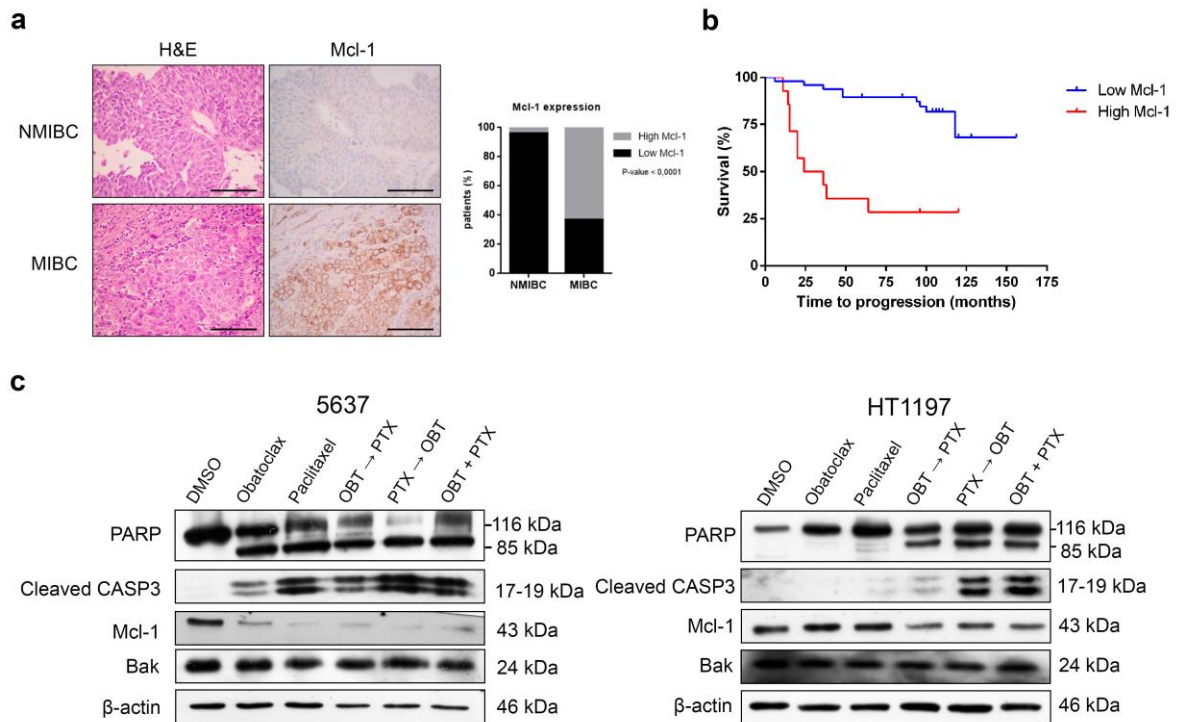 a
H&E
Mcl-1
NMIBC
MIBC
Mcl-1 expression
patients (%)
100
80
60
40
20
0
NMIBC
MIBC
High Mcl-1
Low Mcl-1
P-value < 0,0001
b
Survival (%)
100
75
50
25
0
0
25
50
75
100
125
150
175
Time to progression (months)
Low Mcl-1
High Mcl-1
c
5637
DMSO
Obatoclax
Paclitaxel
OBT → PTX
PTX → OBT
OBT + PTX
PARP
116 kDa
85 kDa
Cleaved CASP3
17-19 kDa
Mcl-1
43 kDa
Bak
24 kDa
β-actin
46 kDa
HT1197
DMSO
Obatoclax
Paclitaxel
OBT → PTX
PTX → OBT
OBT + PTX
PARP
116 kDa
85 kDa
Cleaved CASP3
17-19 kDa
Mcl-1
43 kDa
Bak
24 kDa
β-actin
46 kDa